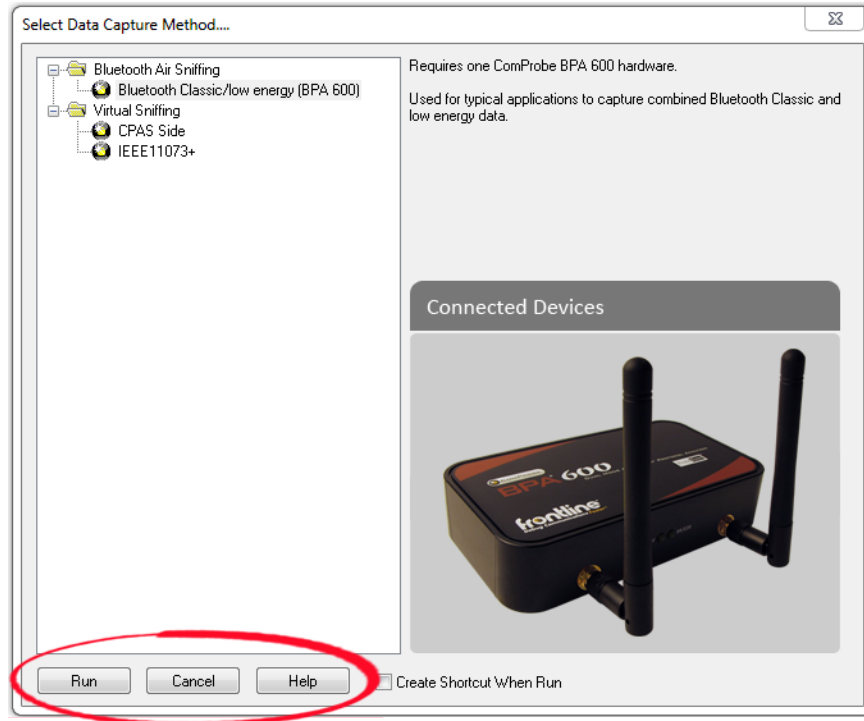 Select Data Capture Method....
Bluetooth Air Sniffing
Bluetooth Classic/low energy (BPA 600)
Virtual Sniffing
CPAS Side
IEEE11073+
Requires one ComProbe BPA 600 hardware.
Used for typical applications to capture combined Bluetooth Classic and
low energy data.
Connected Devices
BPA 600
frontline
Run
Cancel
Help
Create Shortcut When Run